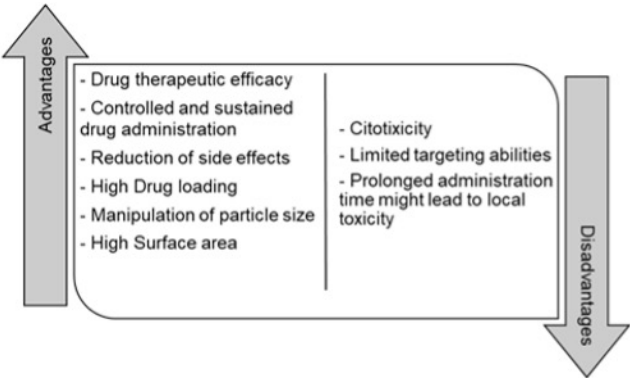 Advantages
- Drug therapeutic efficacy
- Controlled and sustained
drug administration
- Reduction of side effects
- High Drug loading
- Manipulation of particle size
- High Surface area
- Citotixicity
- Limited targeting abilities
- Prolonged administration
time might lead to local
toxicity
Disadvantages